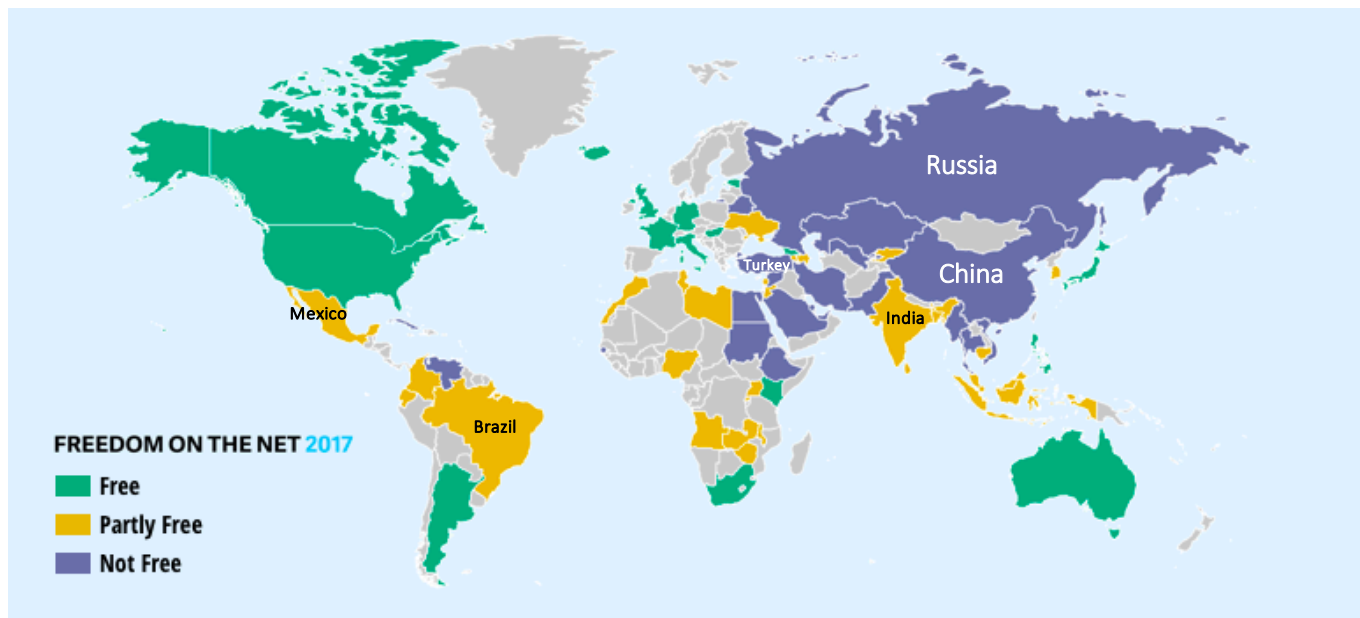 Russia
Turkey
China
Mexico
India
Brazil
FREEDOM ON THE NET 2017
Free
Partly Free
Not Free